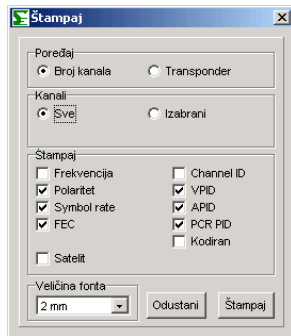 Štampaj
Poređaj
Broj kanala Transponder
Kanali
Sve Izabrani
Štampaj
Frekvencija Channel ID
Polaritet VPID
Symbol rate APID
FEC PCR PID
Kodiran
Satelit
Veličina fonta
2 mm Odustani Štampaj